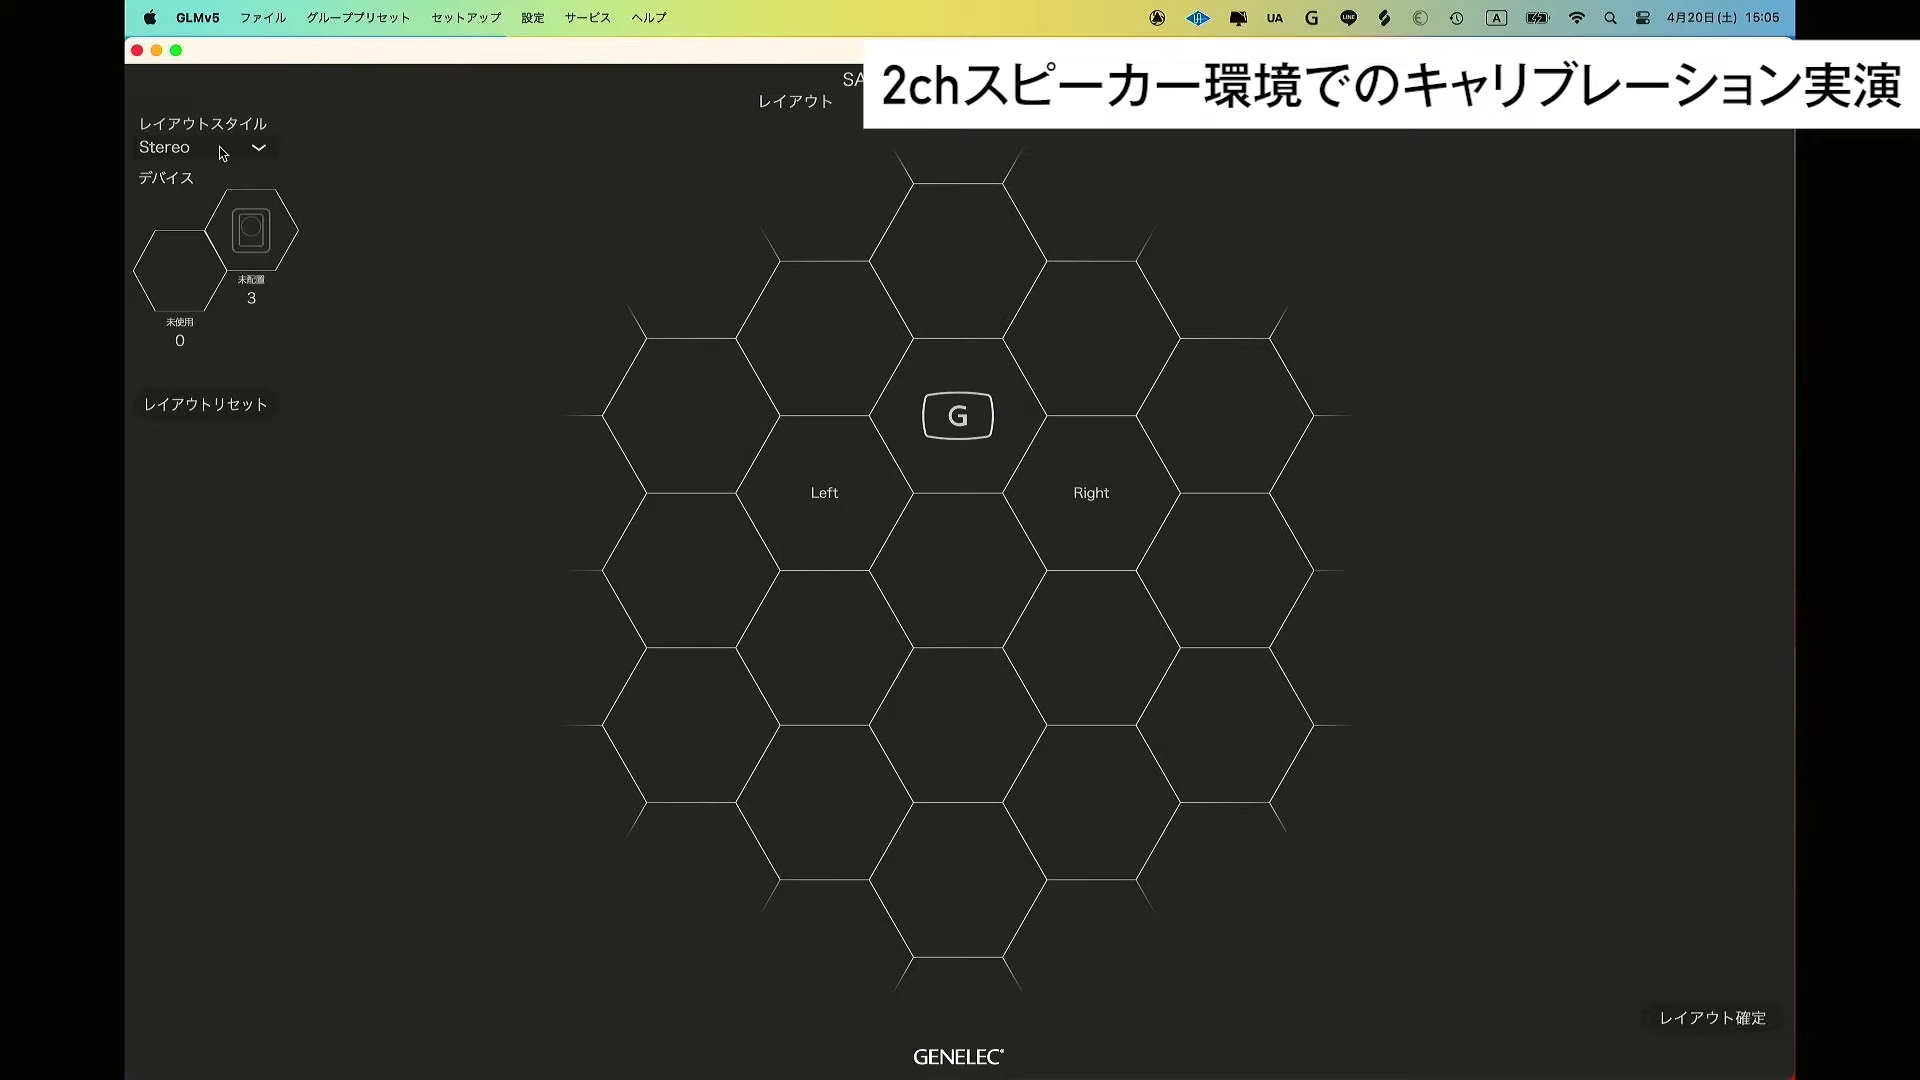 GLMv5 ファイル グループプリセット セットアップ 設定 サービス ヘルプ UA G LINE A 4月20日(土) 15:05
2chスピーカー環境でのキャリブレーション実演
SA
レイアウト
レイアウトスタイル
Stereo
デバイス
未配置
3
未使用
0
レイアウトリセット
G
Left
Right
レイアウト確定
GENELEC